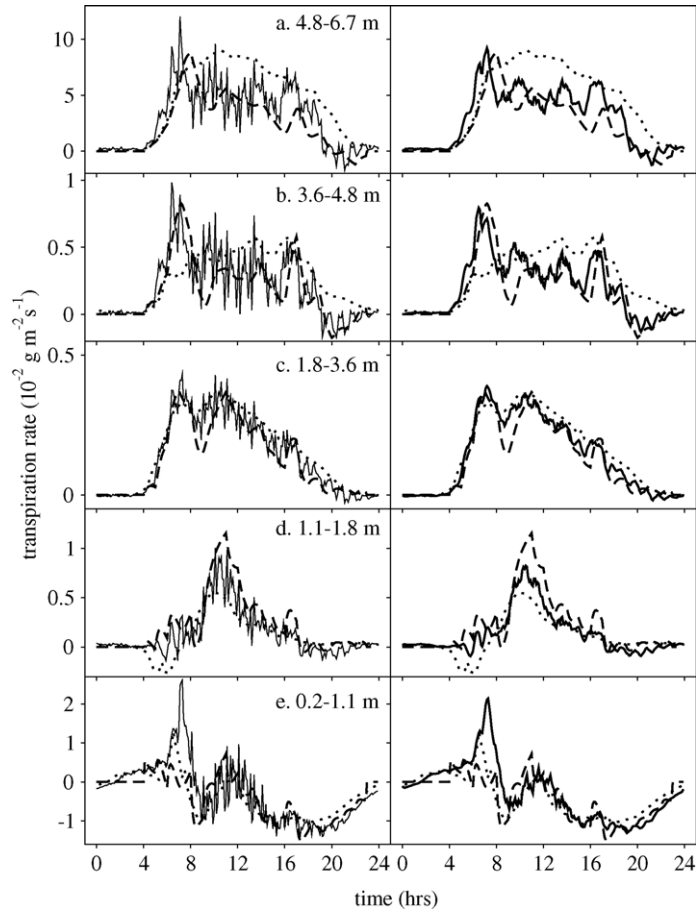 a. 4.8-6.7 m
10
5
0
b. 3.6-4.8 m
1
0.5
0
c. 1.8-3.6 m
0.5
0
d. 1.1-1.8 m
1
0.5
0
e. 0.2-1.1 m
2
1
0
-1
transpiration rate (10⁻² g m⁻² s⁻¹)
0 4 8 12 16 20 24 0 4 8 12 16 20 24
time (hrs)